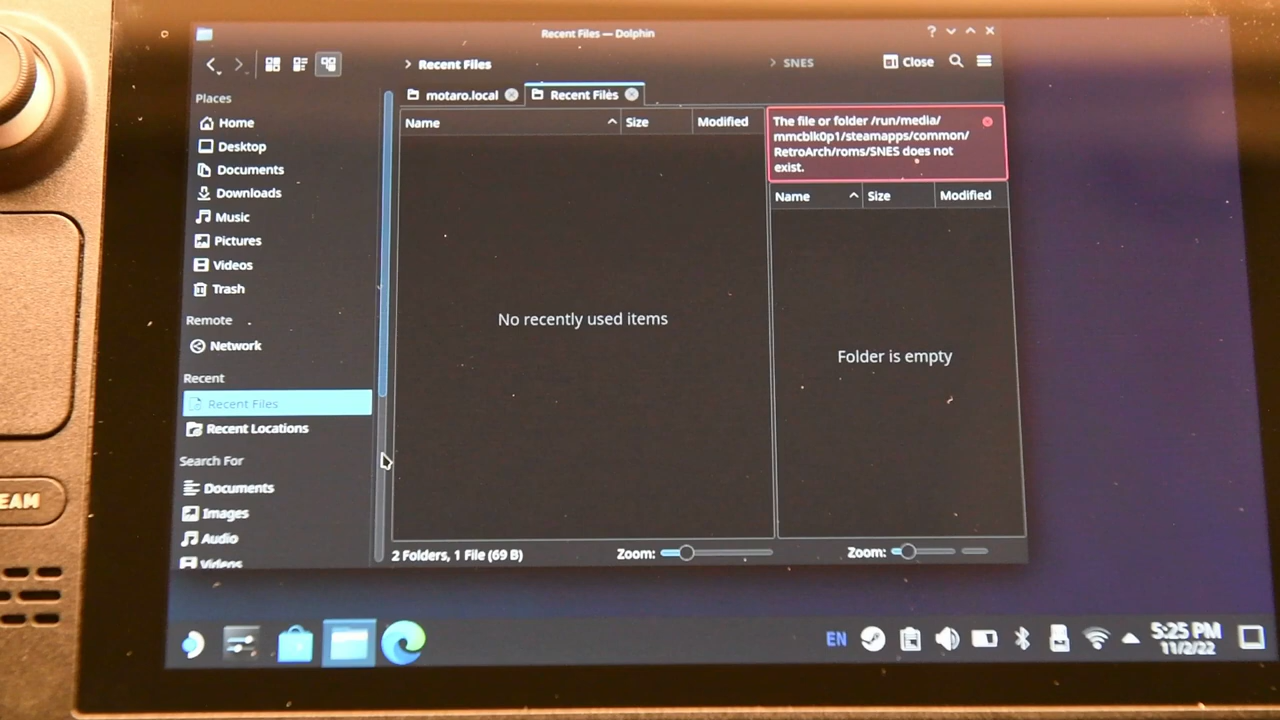 Recent Files — Dolphin
?
> Recent Files
> SNES
Close
Places
motaro.local
Recent Files
Home
Name
Size
Modified
The file or folder /run/media/
mmcblk0p1/steamapps/common/
RetroArch/roms/SNES does not
exist.
Desktop
Documents
Downloads
Name
Size
Modified
Music
Pictures
Videos
Trash
Remote
No recently used items
Network
Folder is empty
Recent
Recent Files
Recent Locations
Search For
Documents
EAM
Images
Audio
Videos
2 Folders, 1 File (69 B)
Zoom:
Zoom:
EN
5:25 PM
11/2/22